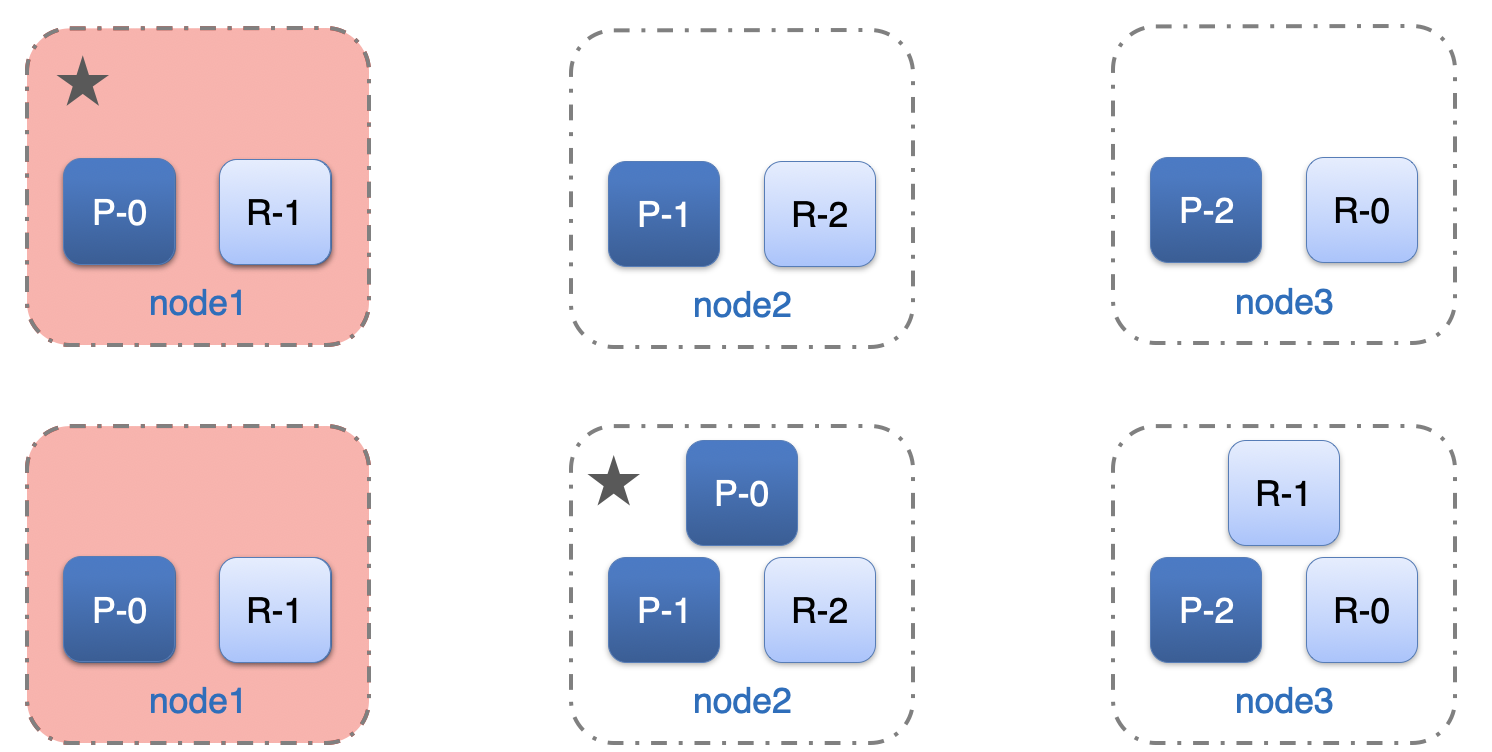 P-0 R-1
node1
P-1 R-2
node2
P-2 R-0
node3
P-0 R-1
node1
P-0
P-1 R-2
node2
R-1
P-2 R-0
node3